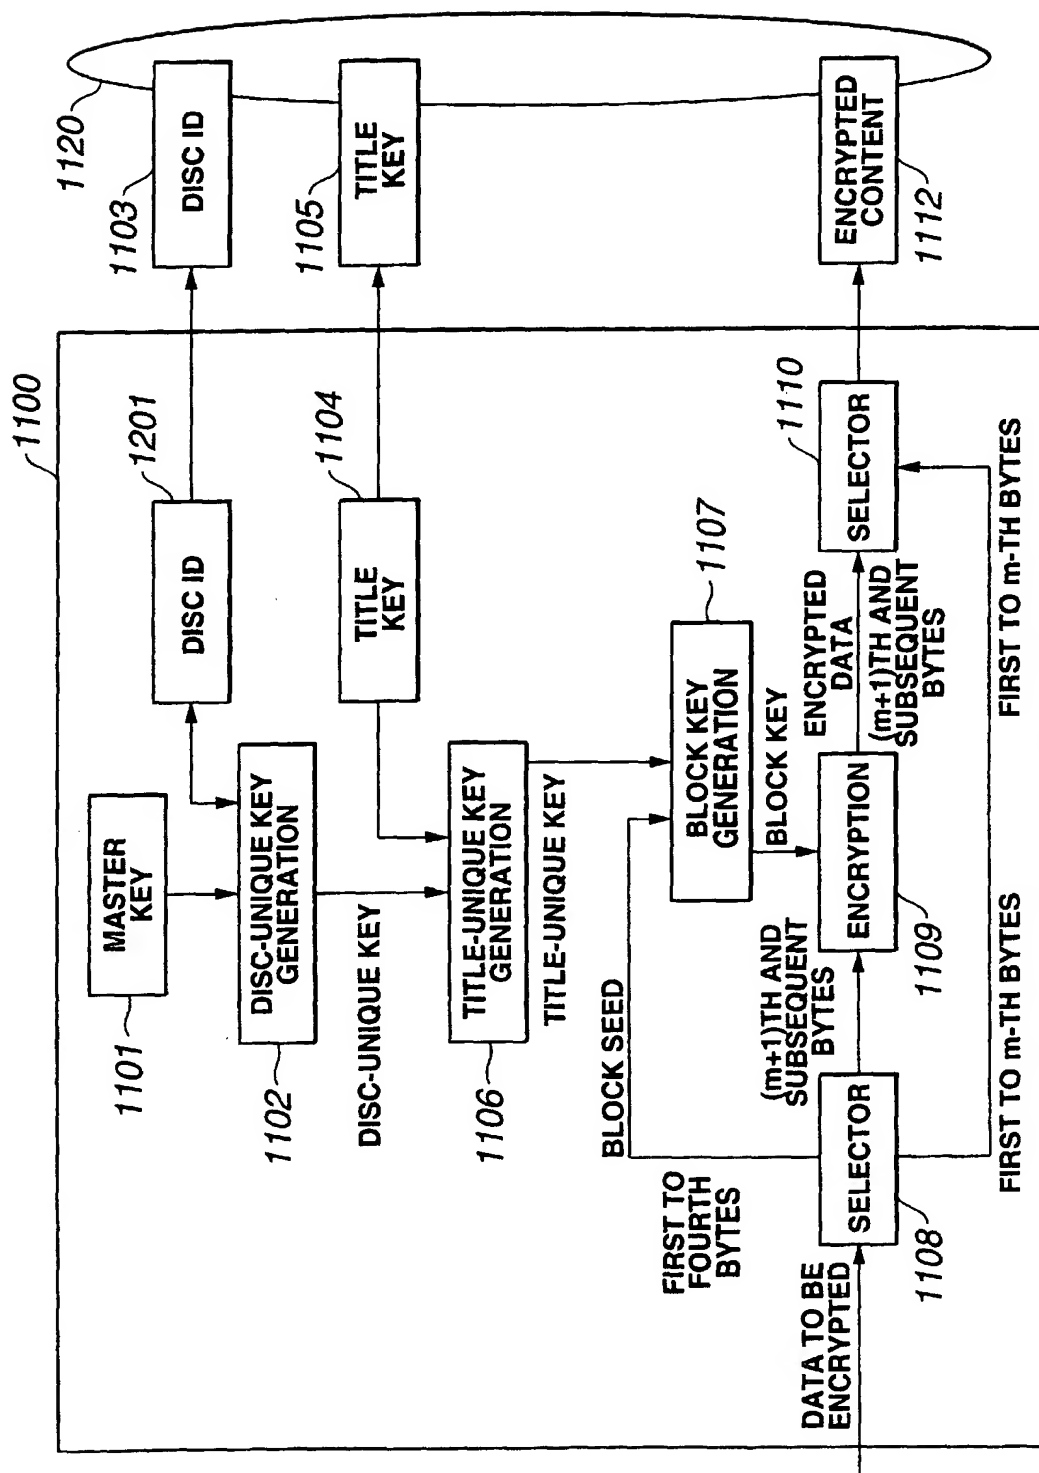 1100
1120
MASTER
KEY
1101
DISC ID
1201
DISC ID
1103
DISC-UNIQUE KEY
GENERATION
1102
DISC-UNIQUE KEY
TITLE
KEY
1104
TITLE
KEY
1105
TITLE-UNIQUE KEY
GENERATION
1106
TITLE-UNIQUE KEY
BLOCK SEED
BLOCK KEY
GENERATION
1107
BLOCK KEY
FIRST TO
FOURTH
BYTES
DATA TO BE
ENCRYPTED
SELECTOR
1108
(m+1)TH AND
SUBSEQUENT
BYTES
ENCRYPTION
1109
ENCRYPTED
DATA
(m+1)TH AND
SUBSEQUENT
BYTES
SELECTOR
1110
ENCRYPTED
CONTENT
1112
FIRST TO m-TH BYTES
FIRST TO m-TH BYTES